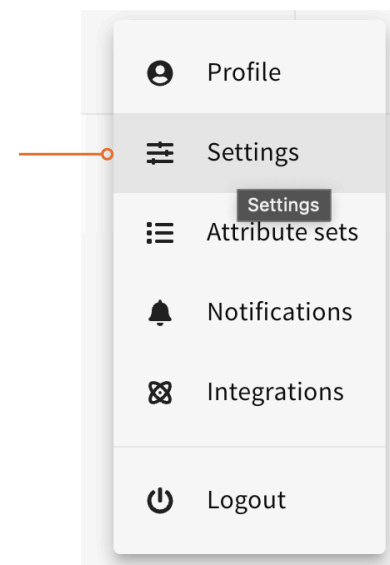 Profile
Settings
Settings
Attribute sets
Notifications
Integrations
Logout